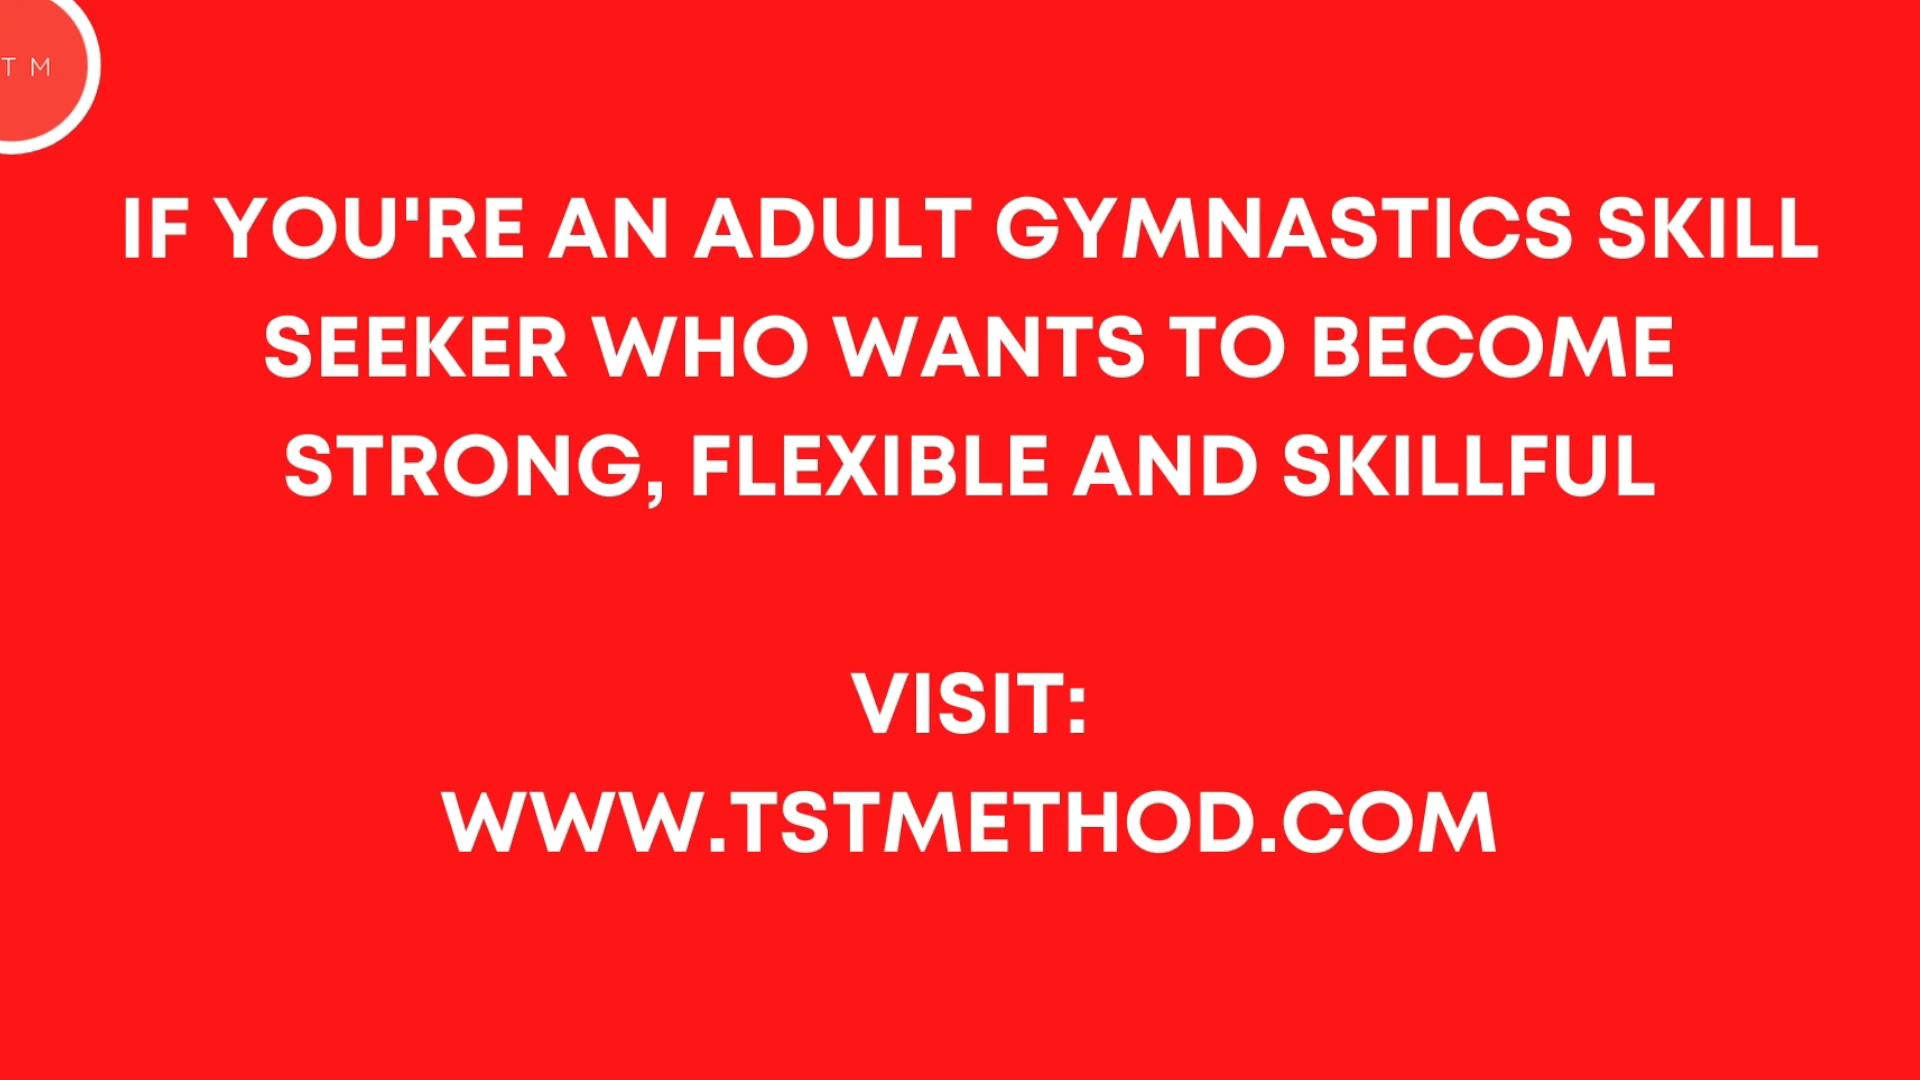 TM
IF YOU'RE AN ADULT GYMNASTICS SKILL
SEEKER WHO WANTS TO BECOME
STRONG, FLEXIBLE AND SKILLFUL
VISIT:
WWW.TSTMETHOD.COM